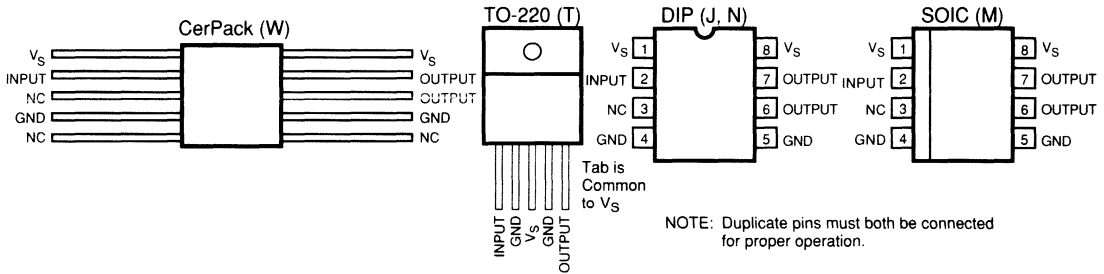 CerPack (W)
VS
INPUT
NC
GND
NC
VS
OUTPUT
OUTPUT
GND
NC
TO-220 (T)
INPUT
GND
VS
GND
OUTPUT
Tab is
Common
to VS
DIP (J, N)
VS 1
INPUT 2
NC 3
GND 4
8 VS
7 OUTPUT
6 OUTPUT
5 GND
SOIC (M)
VS 1
INPUT 2
NC 3
GND 4
8 VS
7 OUTPUT
6 OUTPUT
5 GND
NOTE: Duplicate pins must both be connected
for proper operation.